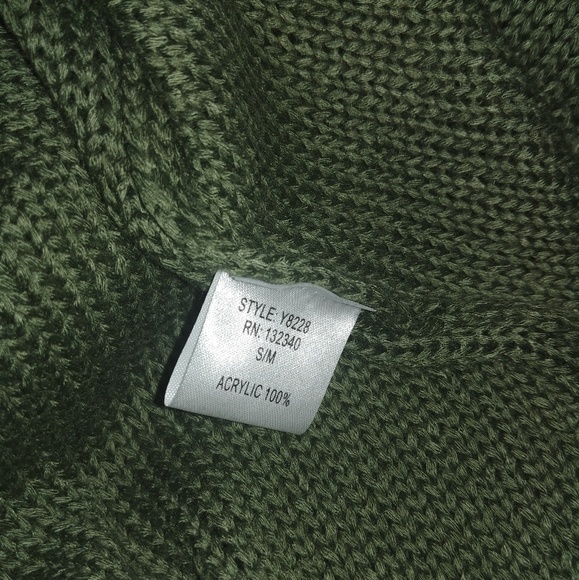 STYLE: Y8228
RN: 132340
S/M
ACRYLIC 100%